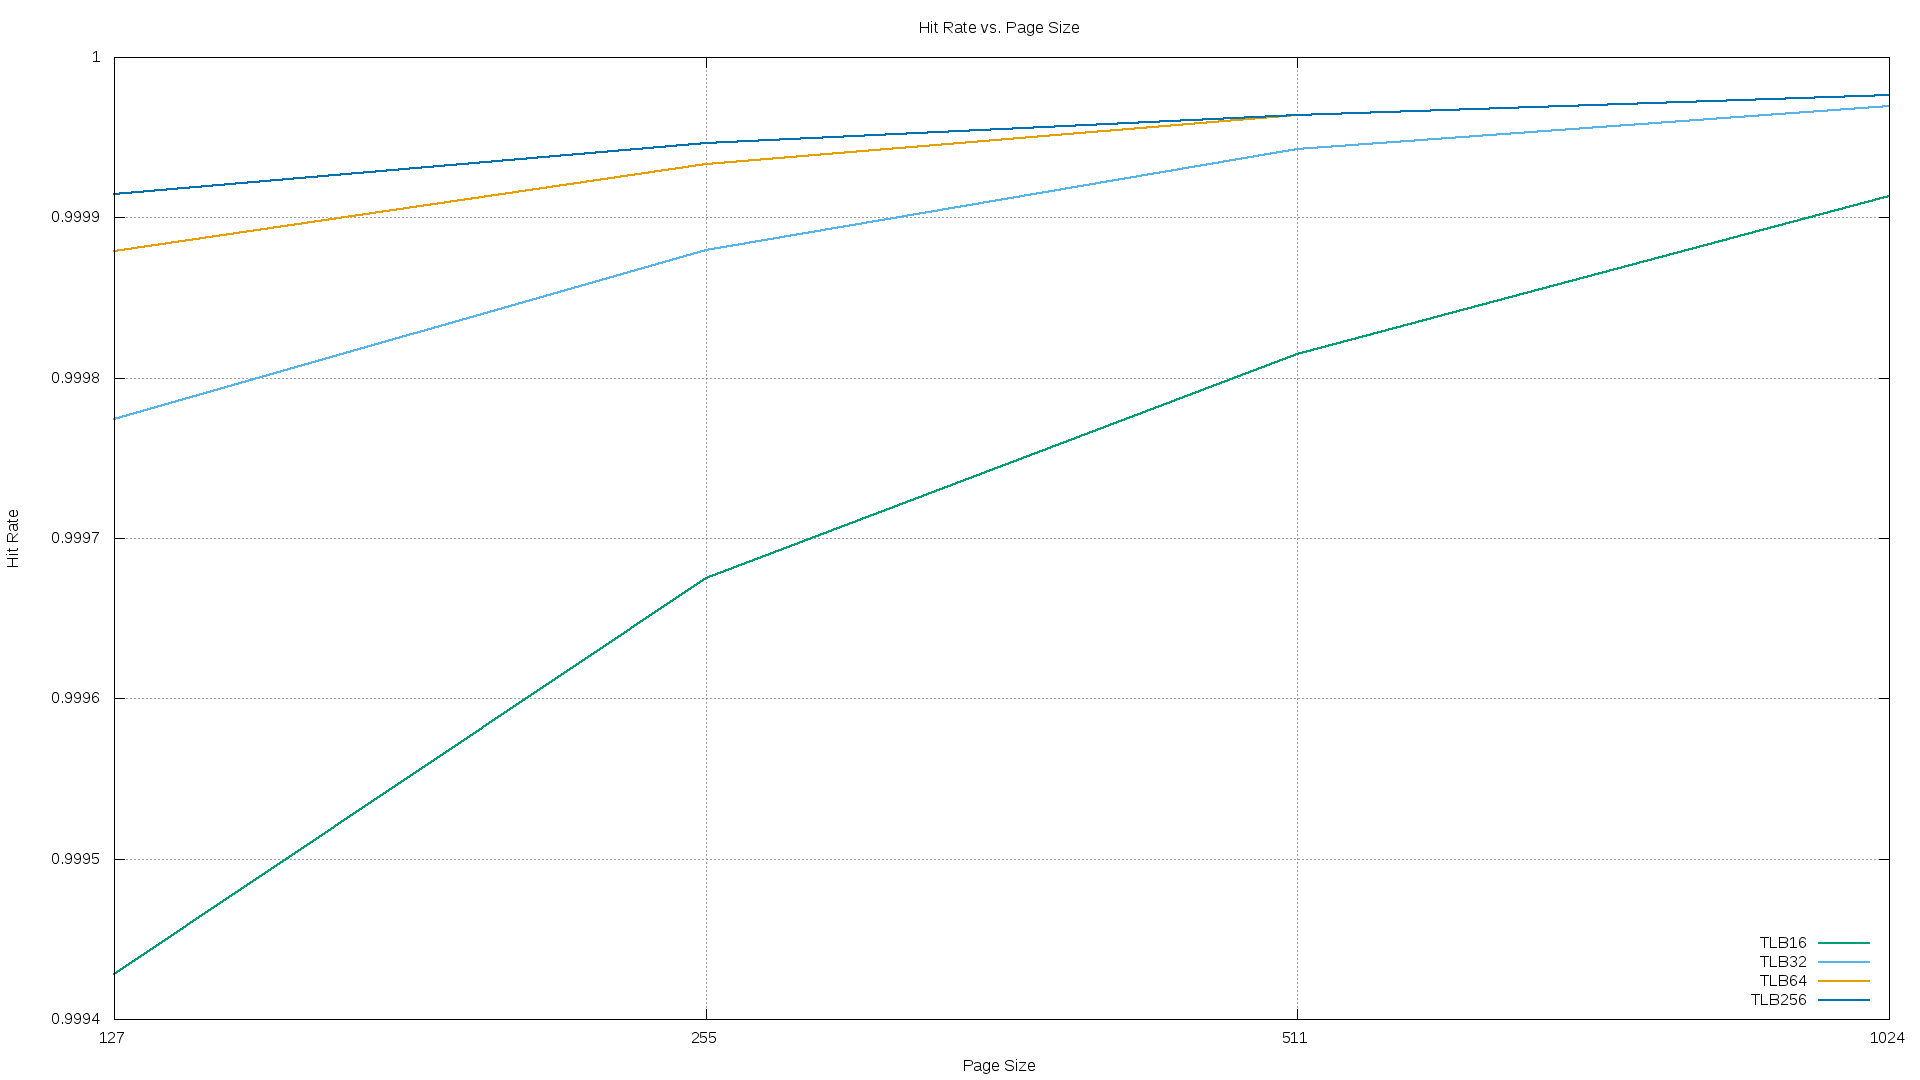 Hit Rate vs. Page Size
1
0.9999
0.9998
0.9997
0.9996
0.9995
0.9994
Hit Rate
127
255
511
1024
Page Size
TLB16
TLB32
TLB64
TLB256